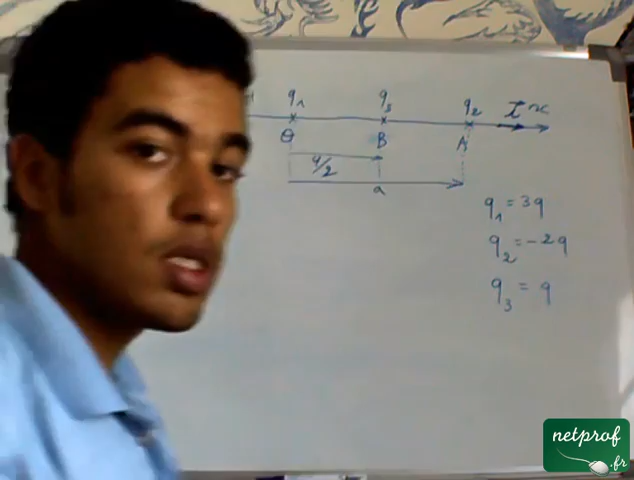 q₁ q₃ q₂ i x
O B A
a/2
a
q₁ = 3q
q₂ = -2q
q₃ = q
netprof
.fr